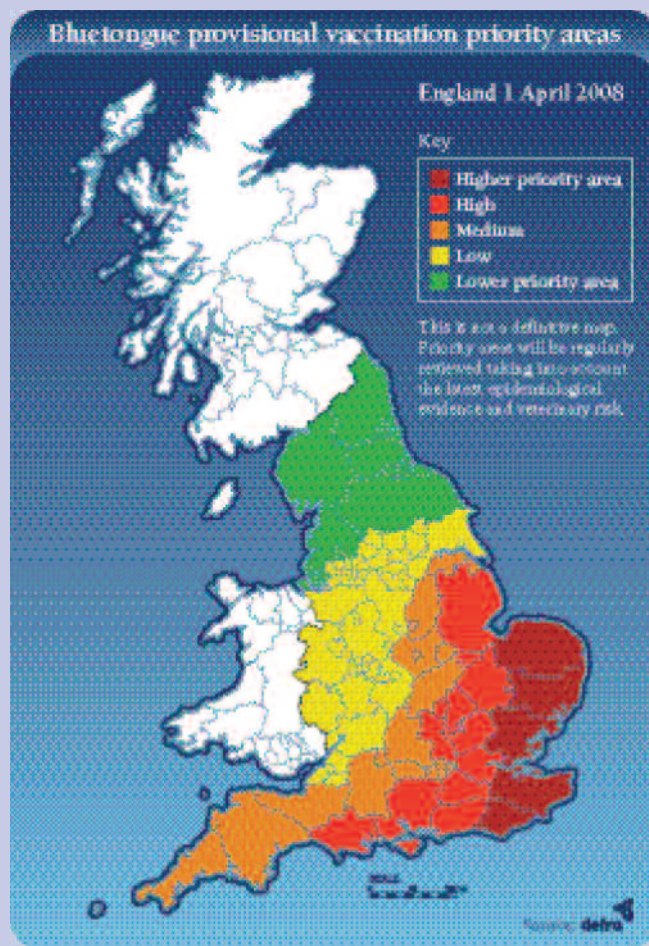 Bluetongue provisional vaccination priority areas
England 1 April 2008
Key
Higher priority area
High
Medium
Low
Lower priority area
This is not a definitive map.
Priority areas will be regularly
reviewed taking into account
the latest epidemiological
evidence and veterinary risk.
Source: defra